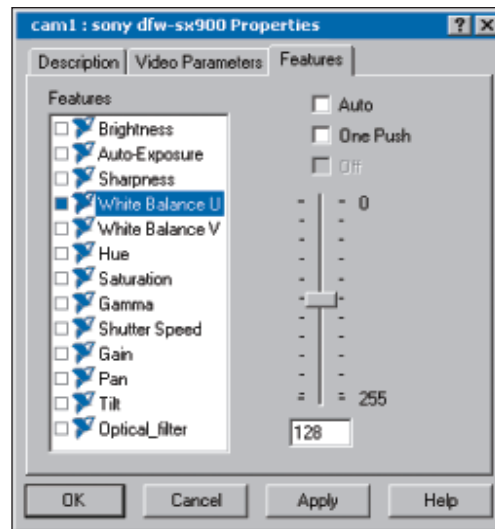 cam1 : sony dfw-sx900 Properties
Description Video Parameters Features
Features
Brightness
Auto-Exposure
Sharpness
White Balance U
White Balance V
Hue
Saturation
Gamma
Shutter Speed
Gain
Pan
Tilt
Optical_filter
Auto
One Push
Off
0
255
128
OK Cancel Apply Help